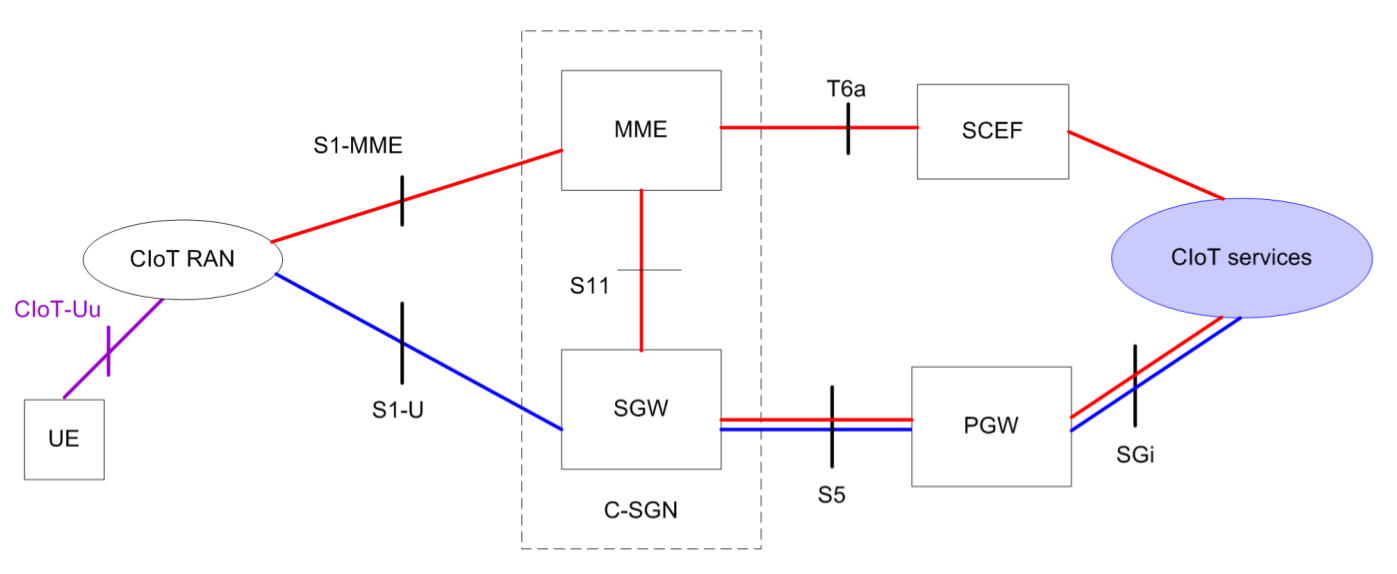 T6a
MME
SCEF
S1-MME
CIoT RAN
CIoT services
S11
CIoT-Uu
S1-U
SGW
PGW
UE
SGi
S5
C-SGN